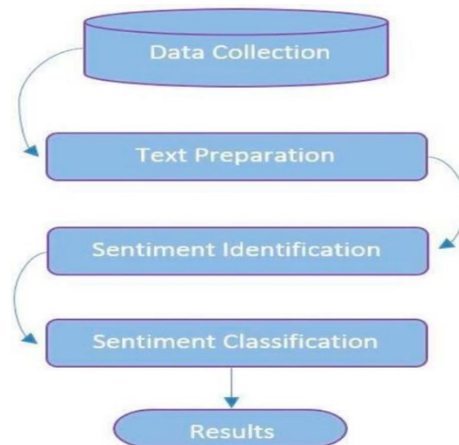 Data Collection
Text Preparation
Sentiment Identification
Sentiment Classification
Results